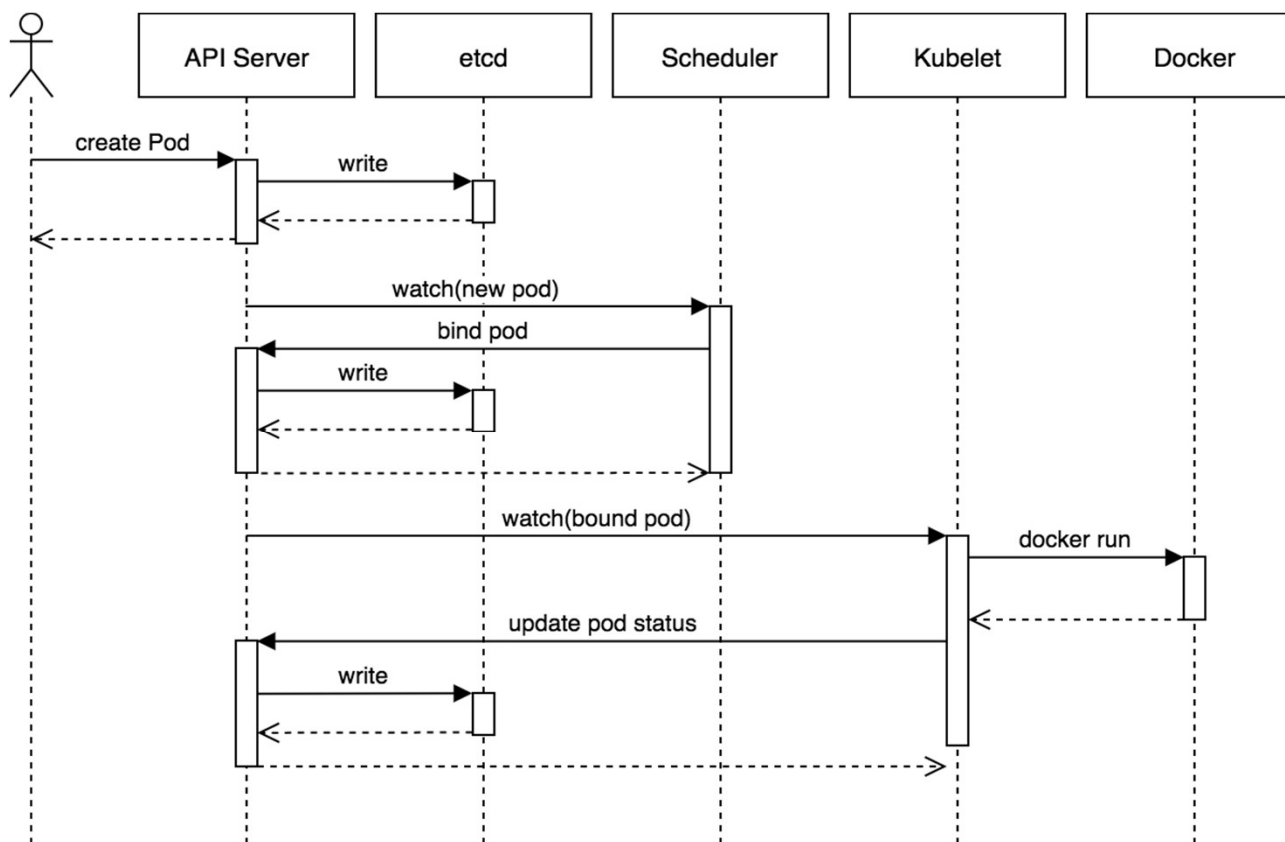 API Server
etcd
Scheduler
Kubelet
Docker
create Pod
write
watch(new pod)
bind pod
write
watch(bound pod)
docker run
update pod status
write